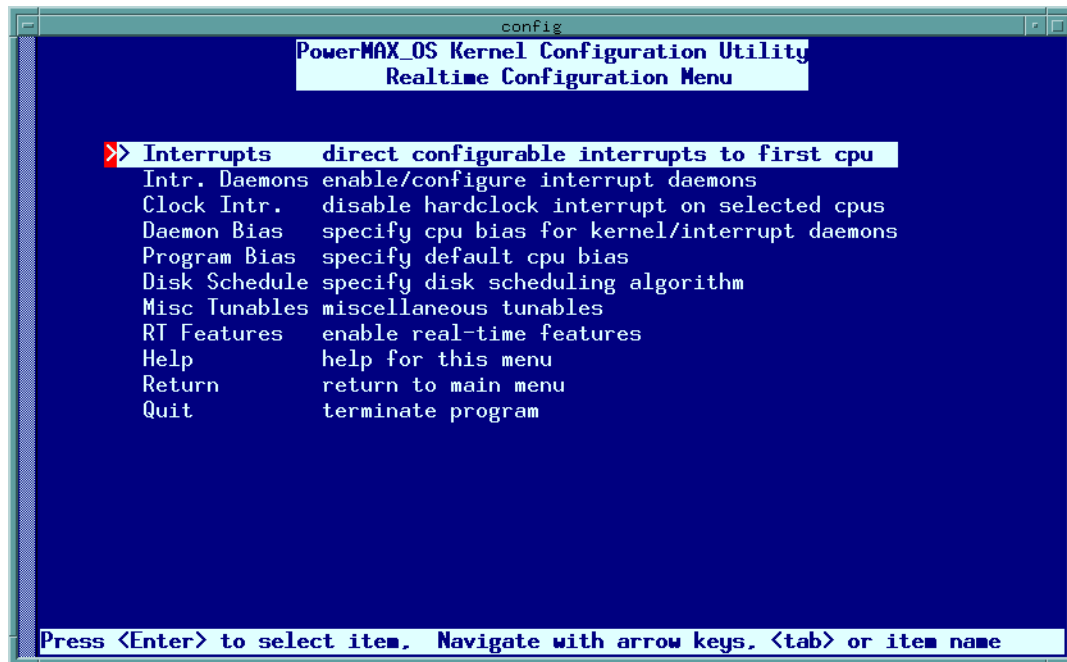 config
PowerMAX_OS Kernel Configuration Utility
Realtime Configuration Menu
>> Interrupts direct configurable interrupts to first cpu
Intr. Daemons enable/configure interrupt daemons
Clock Intr. disable hardclock interrupt on selected cpus
Daemon Bias specify cpu bias for kernel/interrupt daemons
Program Bias specify default cpu bias
Disk Schedule specify disk scheduling algorithm
Misc Tunables miscellaneous tunables
RT Features enable real-time features
Help help for this menu
Return return to main menu
Quit terminate program
Press <Enter> to select item, Navigate with arrow keys, <tab> or item name